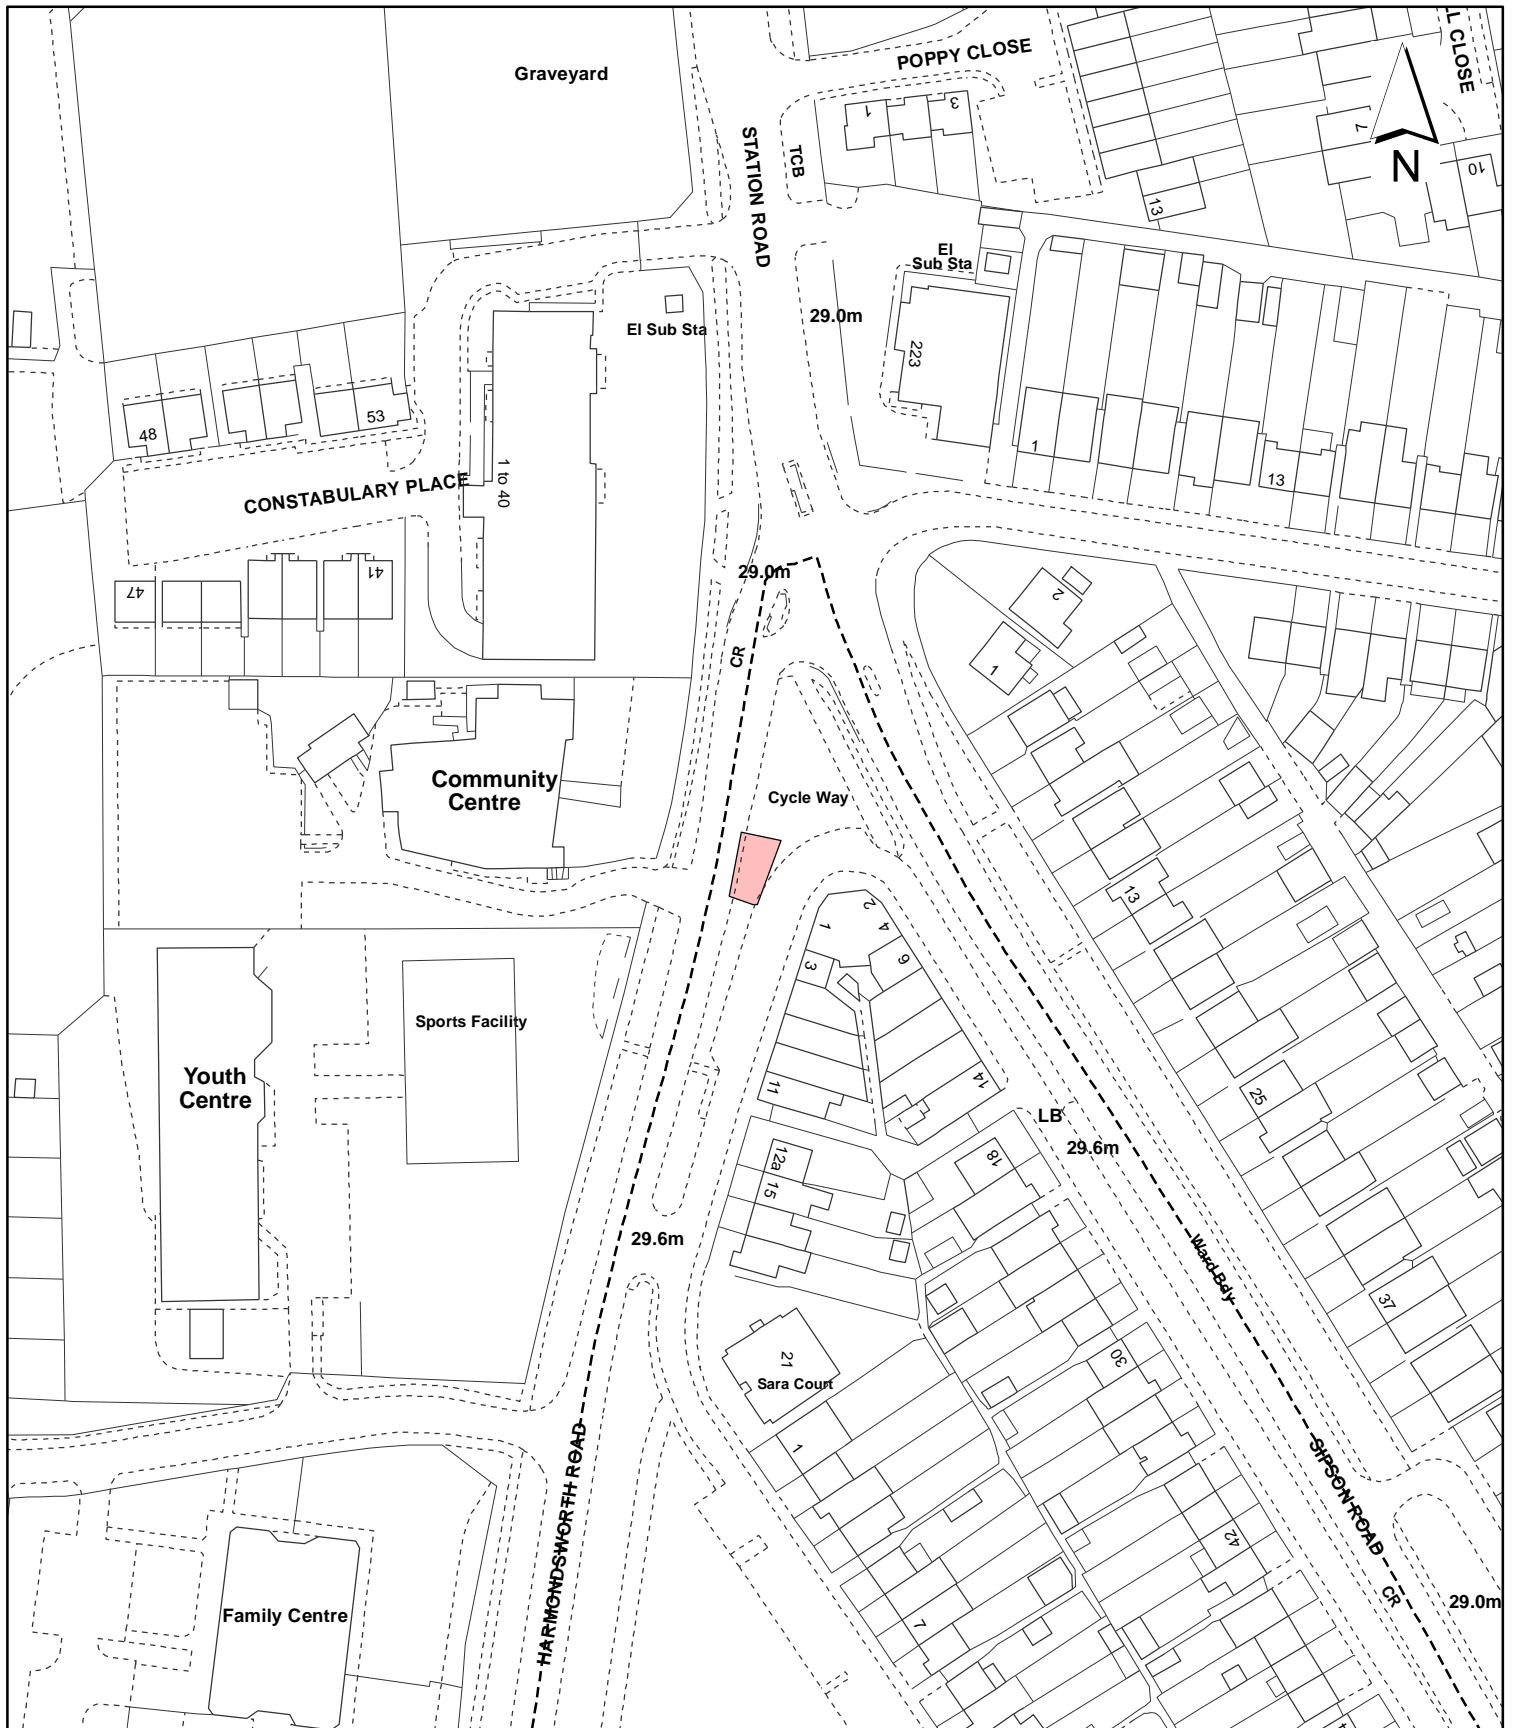 Graveyard
POPPY CLOSE
LL CLOSE
1
3
7
N
STATION ROAD
TCB
10
13
El
Sub Sta
El Sub Sta
29.0m
223
48
53
1
13
CONSTABULARY PLACE
1 to 40
47
41
29.0m
2
1
CR
Community
Centre
Cycle Way
13
2
1
4
3
6
Sports Facility
Youth
Centre
11
14
25
LB
29.6m
12a
15
18
29.6m
Ward Bdy
37
21
Sara Court
30
1
HARMONDSWORTH ROAD
SIPSON ROAD
42
CR
29.0m
Family Centre
7